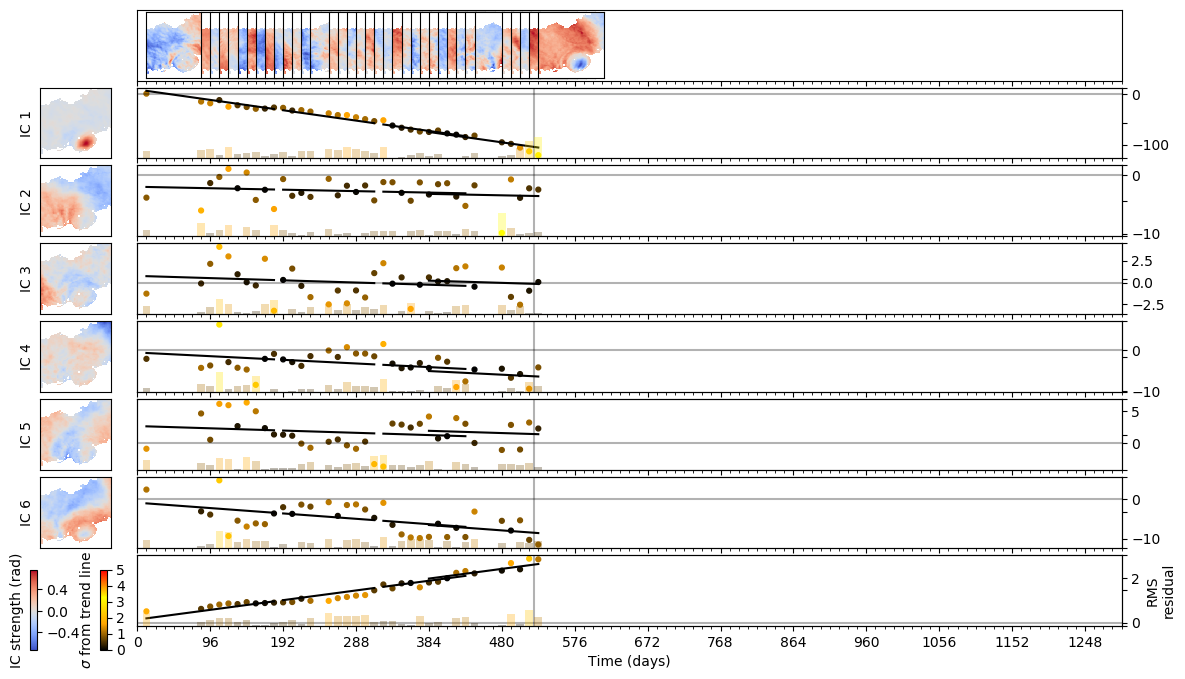 IC 1
0
−100
IC 2
0
−10
IC 3
2.5
0.0
−2.5
IC 4
0
−10
IC 5
5
0
IC 6
0
−10
IC strength (rad)
0.4
0.0
−0.4
σ from trend line
5
4
3
2
1
0
2
0
RMS
residual
0 96 192 288 384 480 576 672 768 864 960 1056 1152 1248
Time (days)